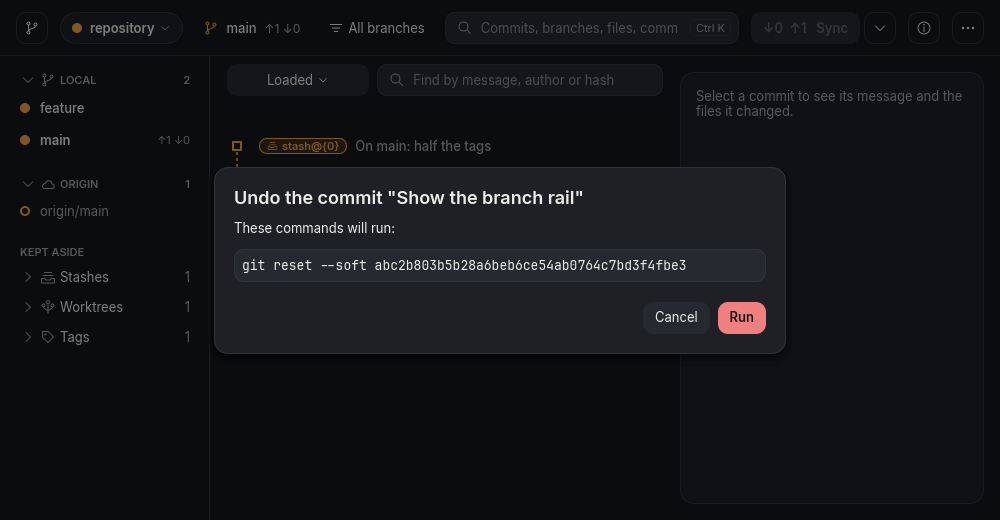 repository
main ↑1 ↓0
All branches
Commits, branches, files, comm
Ctrl K
↓0 ↑1 Sync
LOCAL 2
feature
main ↑1 ↓0
ORIGIN 1
origin/main
KEPT ASIDE
Stashes 1
Worktrees 1
Tags 1
Loaded
Find by message, author or hash
stash@{0} On main: half the tags
Select a commit to see its message and the
files it changed.
Undo the commit "Show the branch rail"
These commands will run:
git reset --soft abc2b803b5b28a6beb6ce54ab0764c7bd3f4fbe3
Cancel
Run